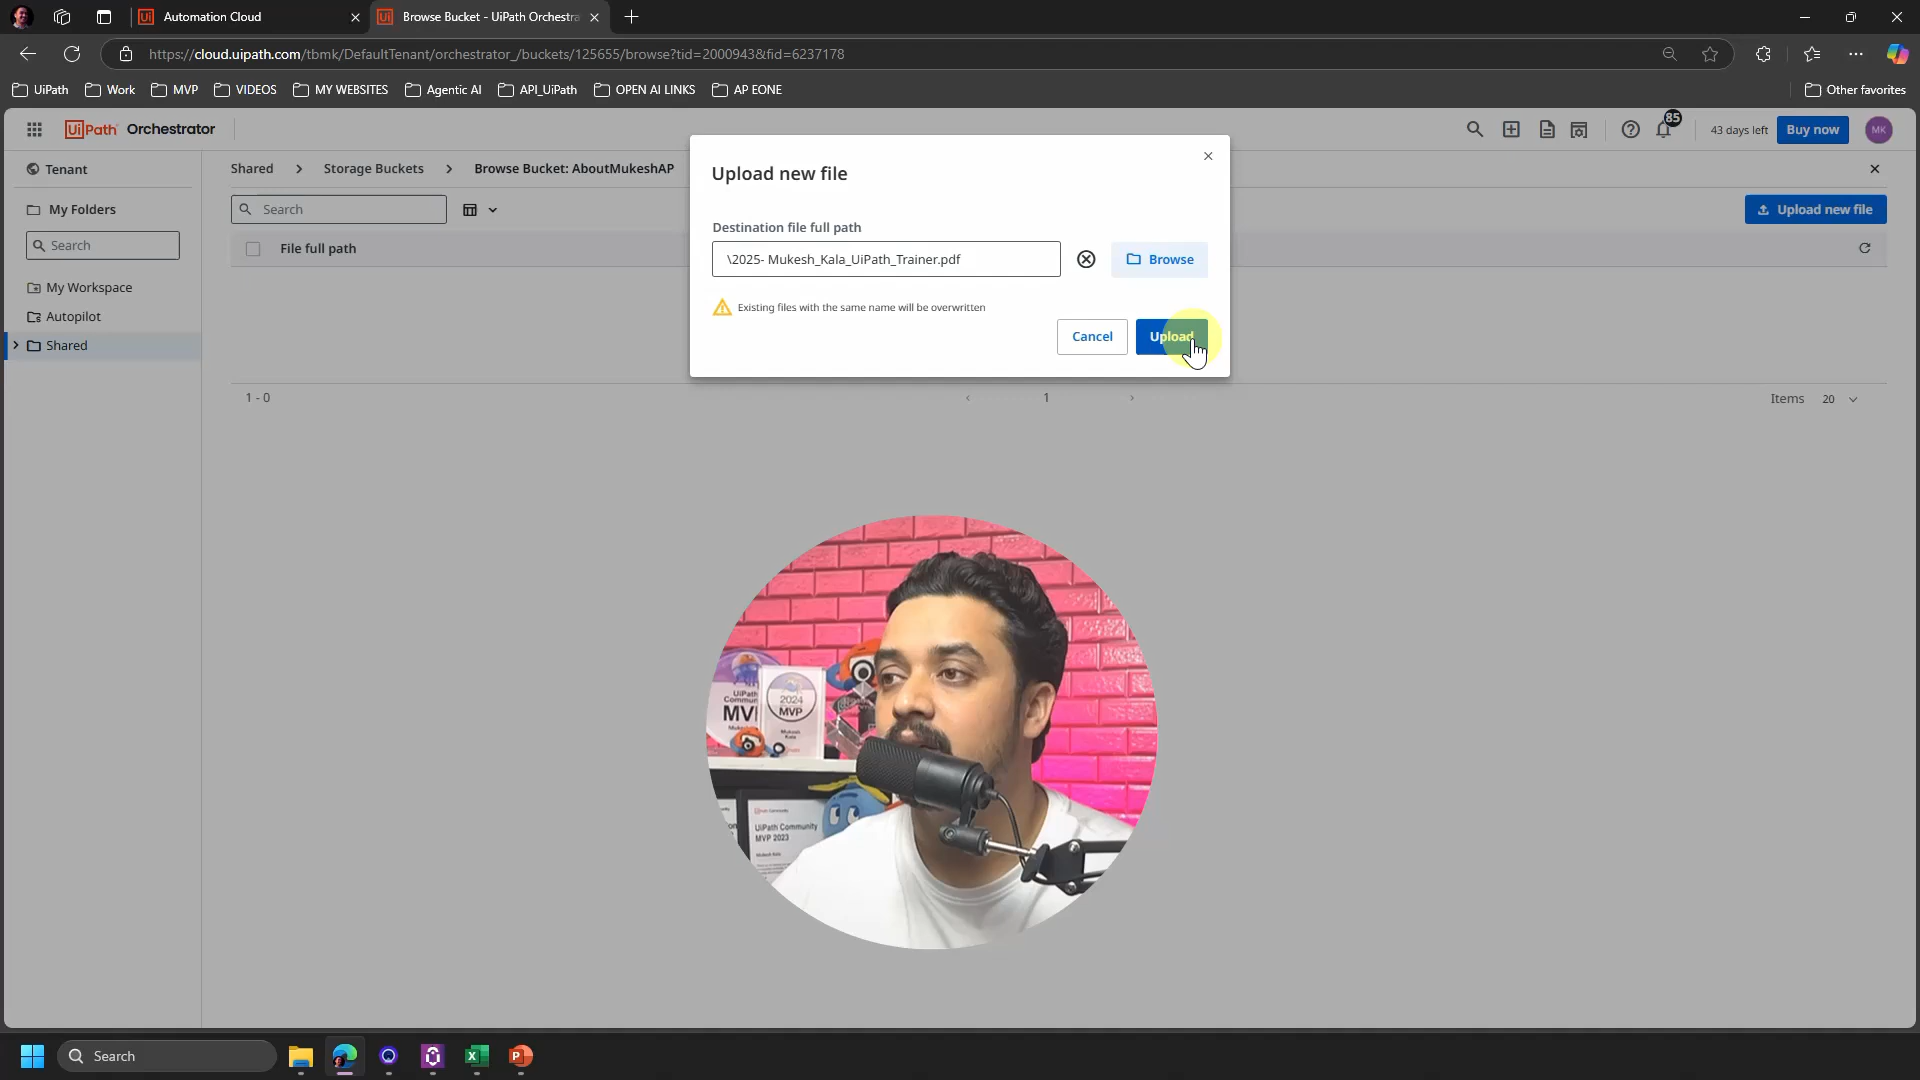 Automation Cloud
Browse Bucket - UiPath Orchestra
https://cloud.uipath.com/tbmk/DefaultTenant/orchestrator_/buckets/125655/browse?tid=2000943&fid=6237178
UiPath
Work
MVP
VIDEOS
MY WEBSITES
Agentic AI
API_UiPath
OPEN AI LINKS
AP EONE
Other favorites
UiPath Orchestrator
85
43 days left
Buy now
MK
Tenant
Shared
Storage Buckets
Browse Bucket: AboutMukeshAP
My Folders
Search
Search
Upload new file
File full path
My Workspace
Autopilot
Shared
1 - 0
1
Items
20
Upload new file
Destination file full path
\2025- Mukesh_Kala_UiPath_Trainer.pdf
Browse
Existing files with the same name will be overwritten
Cancel
Upload
UiPath
2024
MVP
Mukesh
Kala
UiPath Community
MVP 2023
Search